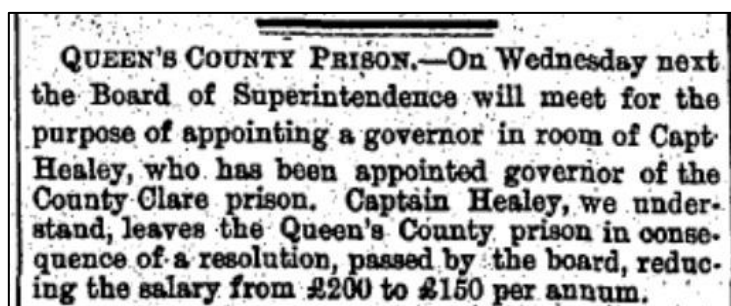 QUEEN'S COUNTY PRISON.—On Wednesday next
the Board of Superintendence will meet for the
purpose of appointing a governor in room of Capt
Healey, who has been appointed governor of the
County Clare prison. Captain Healey, we under-
stand, leaves the Queen's County prison in conse-
quence of a resolution, passed by the board, reduc-
ing the salary from £200 to £150 per annum.